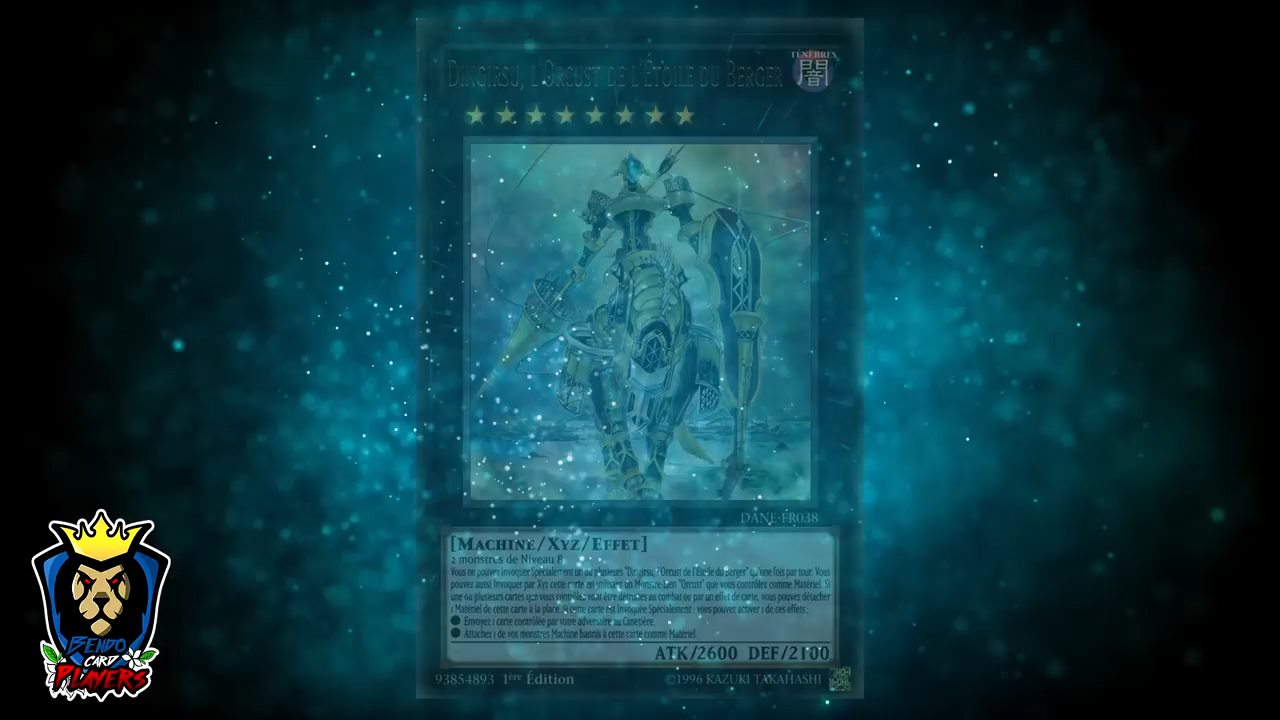 TÉNÈBRES
闇
Dingirsu, l'Orcust de l'Étoile du Berger
DANE-FR038
[Machine/Xyz/Effet]
2 monstres de Niveau 8
Vous ne pouvez Invoquer Spécialement un ou plusieurs "Dingirsu, l'Orcust de l'Étoile du Berger" qu'une fois par tour. Vous
pouvez aussi Invoquer par Xyz cette carte en utilisant un Monstre Lien "Orcust" que vous contrôlez comme Matériel. Si
une ou plusieurs cartes que vous contrôlez vont être détruites au combat ou par un effet de carte, vous pouvez détacher
1 Matériel de cette carte à la place. Si cette carte est Invoquée Spécialement : vous pouvez activer 1 de ces effets ;
● Envoyez 1 carte contrôlée par votre adversaire au Cimetière.
● Attachez 1 de vos monstres Machine bannis à cette carte comme Matériel.
ATK/2600 DEF/2100
93854893 1ère Édition
©1996 KAZUKI TAKAHASHI
Bendo
Card
Players